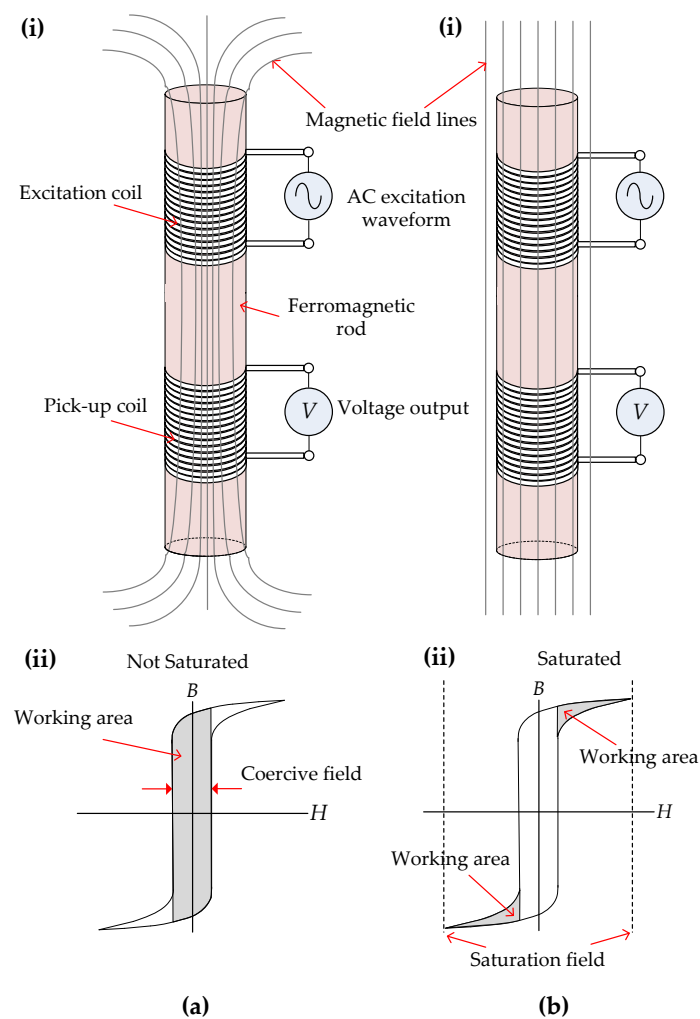 (i)
(i)
Magnetic field lines
Excitation coil
AC excitation
waveform
Ferromagnetic
rod
Pick-up coil
V
Voltage output
V
(ii)
Not Saturated
B
Working area
Coercive field
H
(ii)
Saturated
B
Working area
H
Working area
Saturation field
(a)
(b)